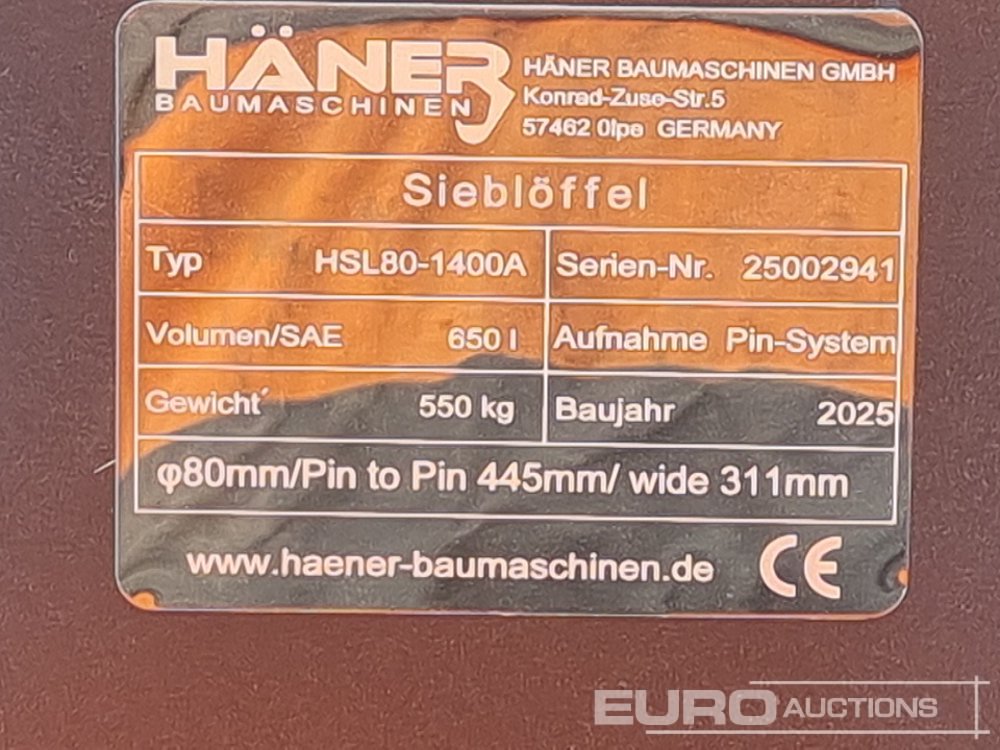 HÄNER
BAUMASCHINEN
HÄNER BAUMASCHINEN GMBH
Konrad-Zuse-Str.5
57462 Olpe GERMANY
Sieblöffel
Typ HSL80-1400A Serien-Nr. 25002941
Volumen/SAE 650 l Aufnahme Pin-System
Gewicht´ 550 kg Baujahr 2025
φ80mm/Pin to Pin 445mm/ wide 311mm
www.haener-baumaschinen.de CE
EURO AUCTIONS